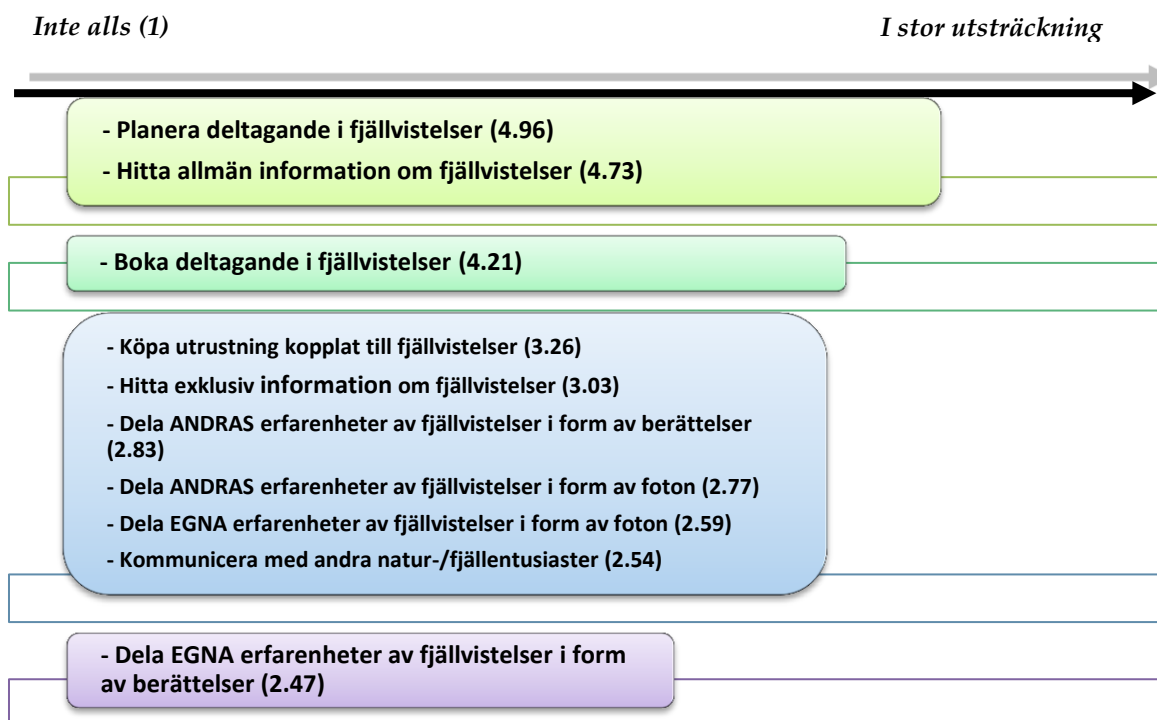 Inte alls (1)
I stor utsträckning
- Planera deltagande i fjällvistelser (4.96)
- Hitta allmän information om fjällvistelser (4.73)
- Boka deltagande i fjällvistelser (4.21)
- Köpa utrustning kopplat till fjällvistelser (3.26)
- Hitta exklusiv information om fjällvistelser (3.03)
- Dela ANDRAS erfarenheter av fjällvistelser i form av berättelser
(2.83)
- Dela ANDRAS erfarenheter av fjällvistelser i form av foton (2.77)
- Dela EGNA erfarenheter av fjällvistelser i form av foton (2.59)
- Kommunicera med andra natur-/fjällentusiaster (2.54)
- Dela EGNA erfarenheter av fjällvistelser i form
av berättelser (2.47)